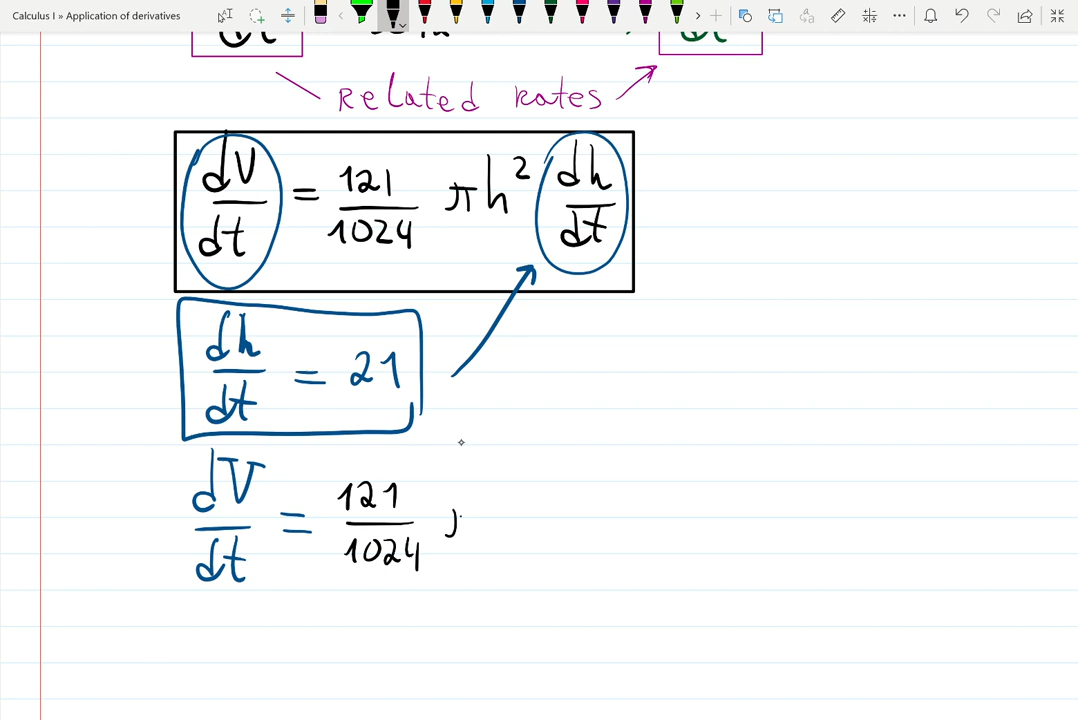 Calculus I » Application of derivatives
Related rates
dV/dt = 121/1024 πh² dh/dt
dh/dt = 21
dV/dt = 121/1024